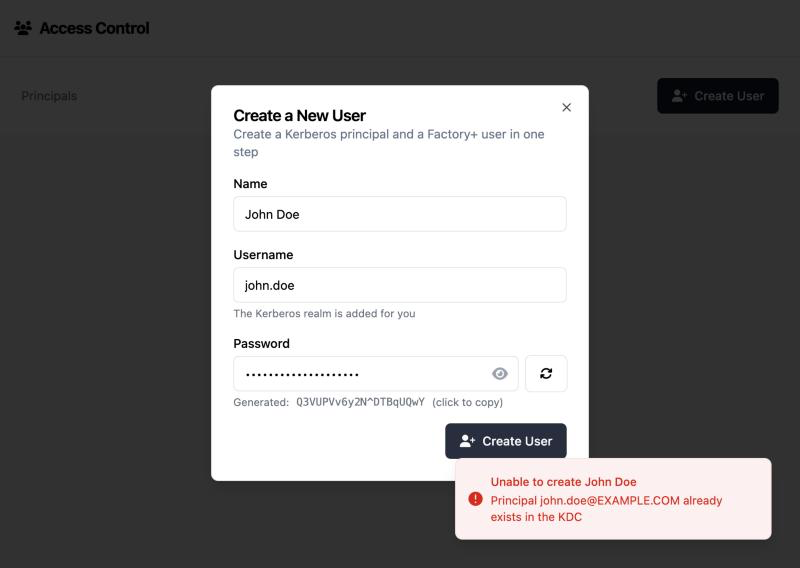 Access Control
Principals
Create User
Create a New User
Create a Kerberos principal and a Factory+ user in one
step
Name
John Doe
Username
john.doe
The Kerberos realm is added for you
Password
••••••••••••••••••••
Generated: Q3VUPVv6y2N^DTBqUQwY (click to copy)
Create User
Unable to create John Doe
Principal john.doe@EXAMPLE.COM already
exists in the KDC